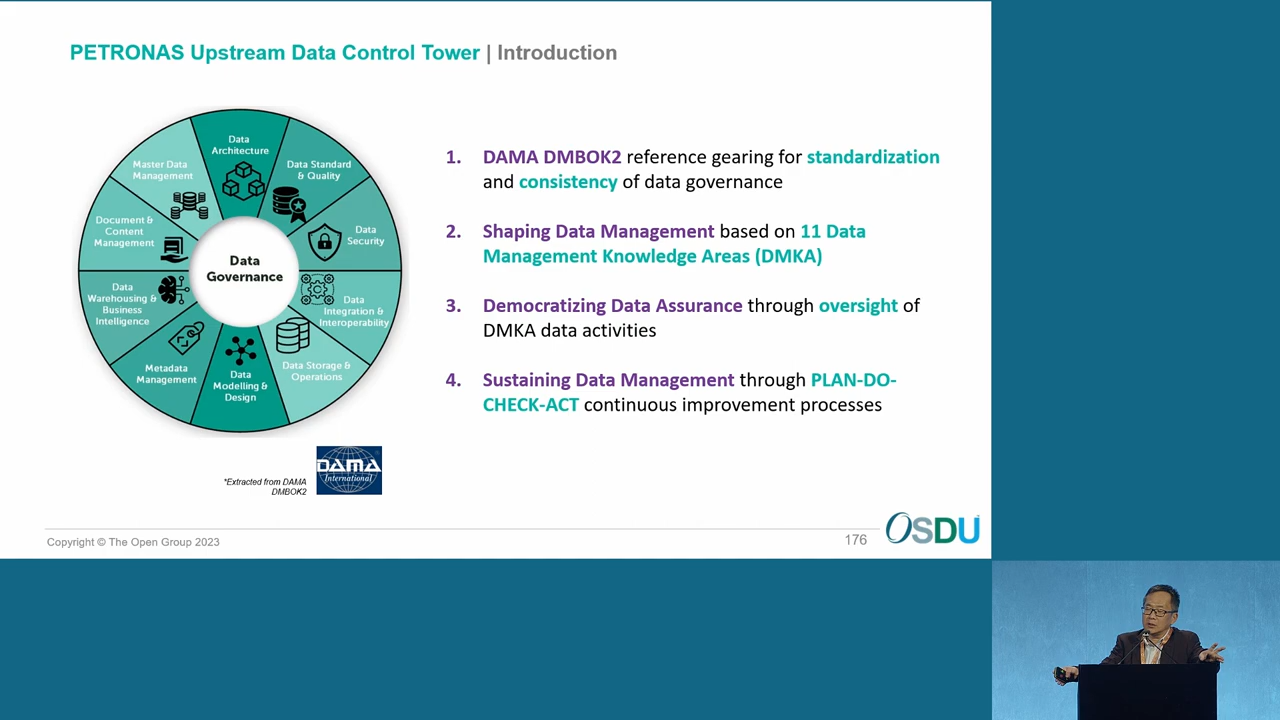 PETRONAS Upstream Data Control Tower | Introduction
Data
Architecture
Data Standard
& Quality
Data
Security
Data
Integration &
Interoperability
Data Storage &
Operations
Data
Modelling &
Design
Metadata
Management
Data
Warehousing &
Business
Intelligence
Document &
Content
Management
Master Data
Management
Data
Governance
*Extracted from DAMA
DMBOK2
DAMA
International
1. DAMA DMBOK2 reference gearing for standardization
and consistency of data governance
2. Shaping Data Management based on 11 Data
Management Knowledge Areas (DMKA)
3. Democratizing Data Assurance through oversight of
DMKA data activities
4. Sustaining Data Management through PLAN-DO-
CHECK-ACT continuous improvement processes
Copyright © The Open Group 2023
176
OSDU